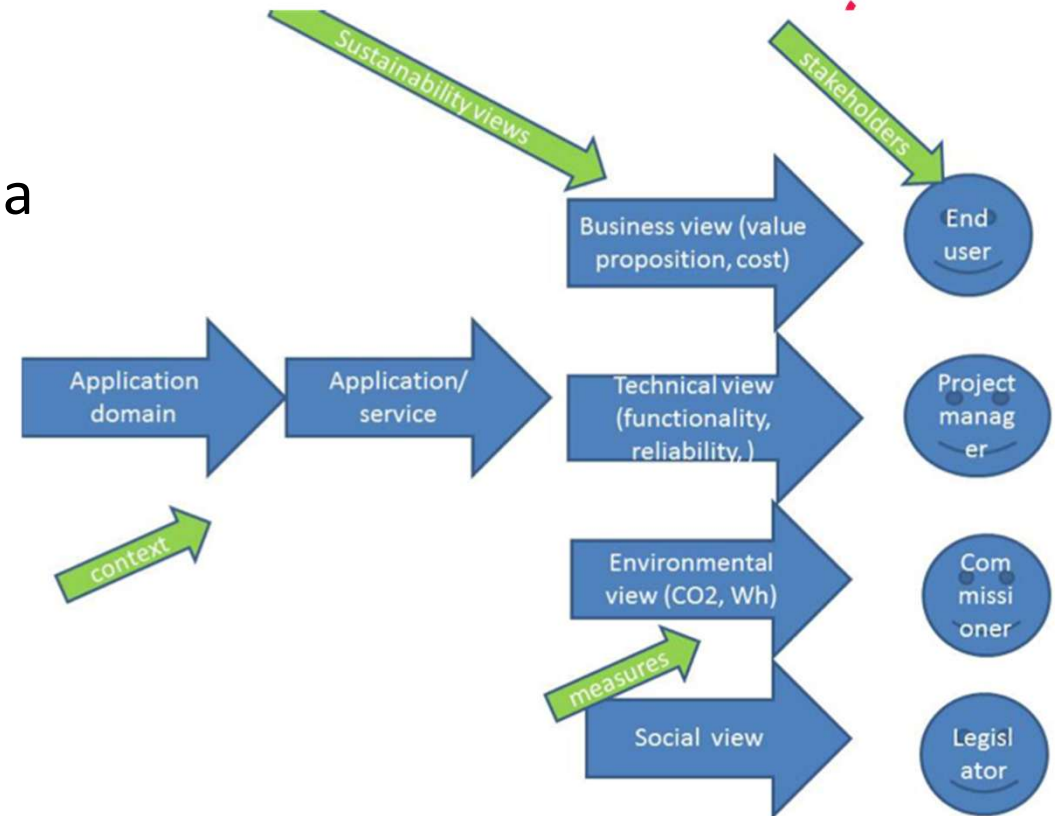 Sustainability views
stakeholders
a
Business view (value
proposition, cost)
End
user
Application
domain
Application/
service
Technical view
(functionality,
reliability, )
Project
manag
er
context
Environmental
view (CO2, Wh)
Com
missi
oner
measures
Social view
Legisl
ator